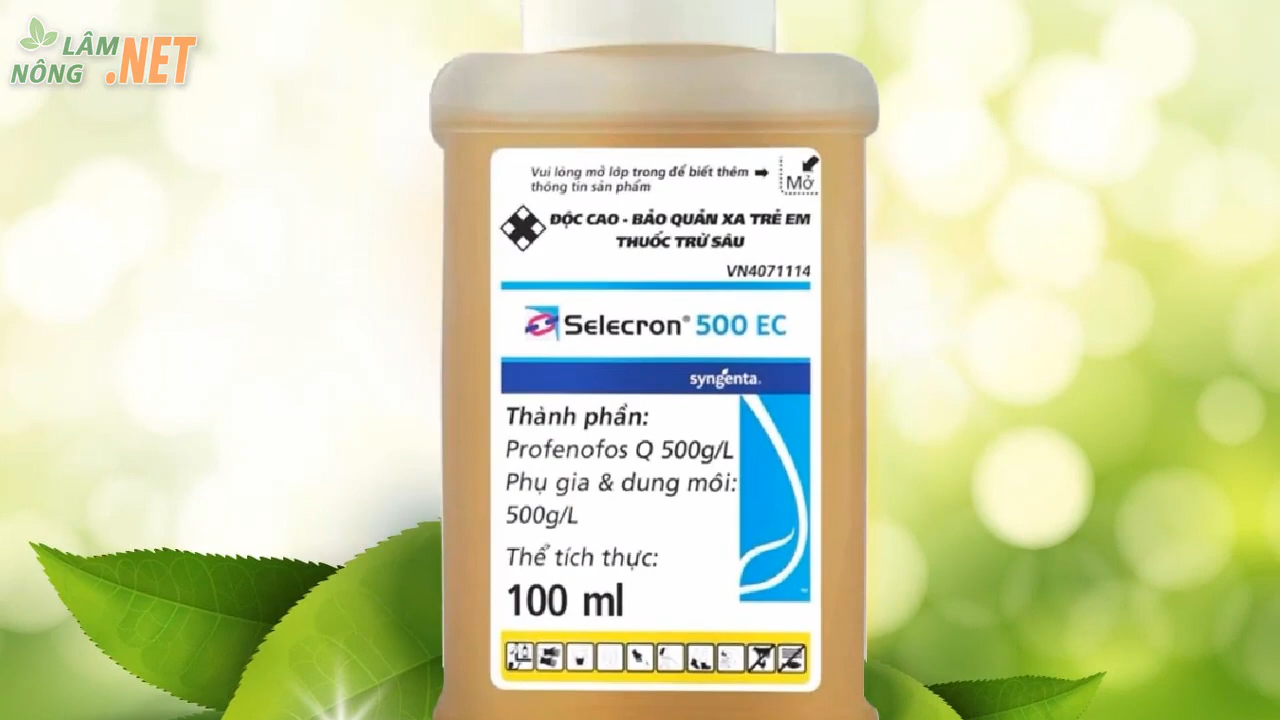 LÂM
NÔNG .NET
Vui lòng mở lớp trong để biết thêm
thông tin sản phẩm
Mở
ĐỘC CAO - BẢO QUẢN XA TRẺ EM
THUỐC TRỪ SÂU
VN4071114
Selecron® 500 EC
syngenta.
Thành phần:
Profenofos Q 500g/L
Phụ gia & dung môi:
500g/L
Thể tích thực:
100 ml